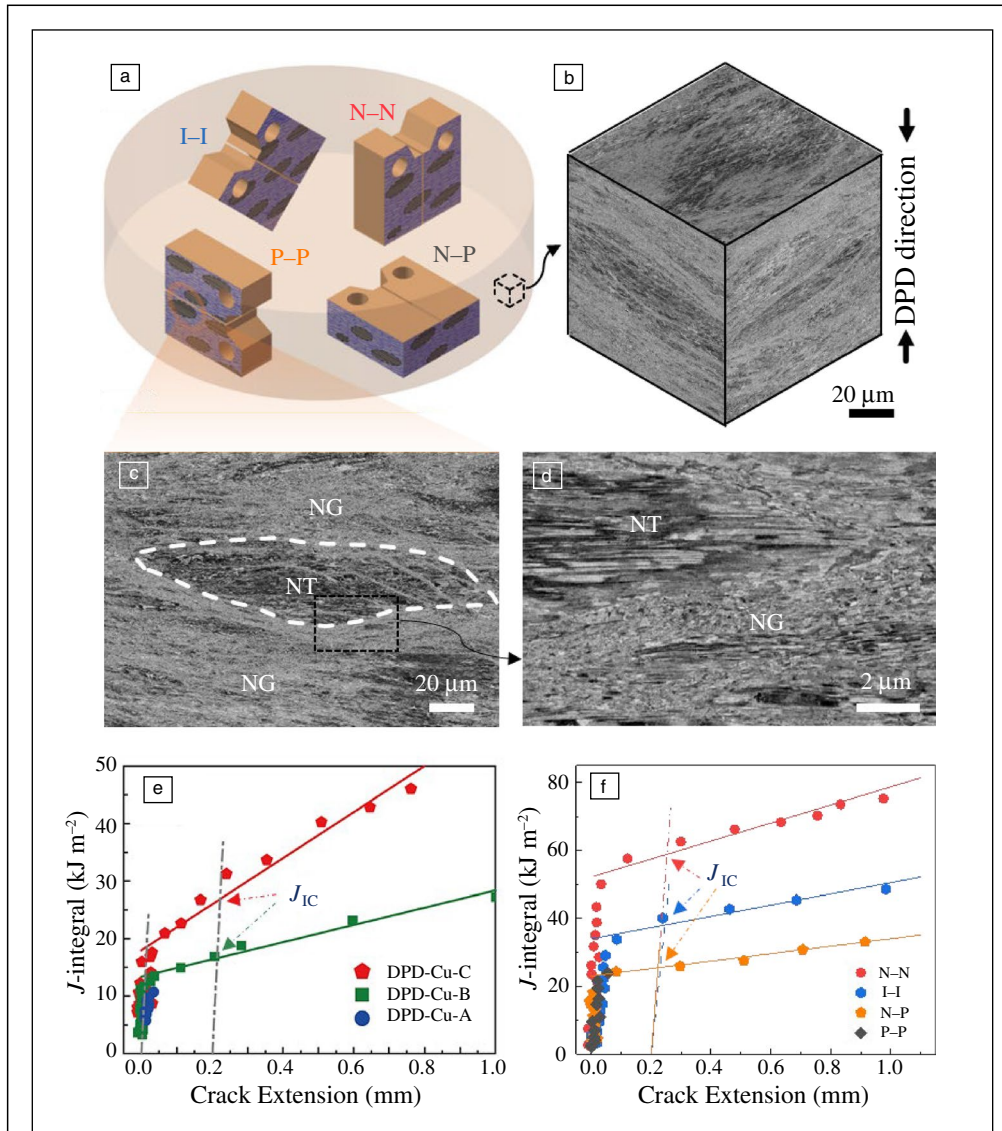 a
I–I
N–N
P–P
N–P
b
DPD direction
20 μm
c
NG
NT
NG
20 μm
d
NT
NG
2 μm
e
J-integral (kJ m–2)
50
40
30
20
10
0
JIC
DPD-Cu-C
DPD-Cu-B
DPD-Cu-A
0.0 0.2 0.4 0.6 0.8 1.0
Crack Extension (mm)
f
J-integral (kJ m–2)
80
60
40
20
0
JIC
N–N
I–I
N–P
P–P
0.0 0.2 0.4 0.6 0.8 1.0
Crack Extension (mm)